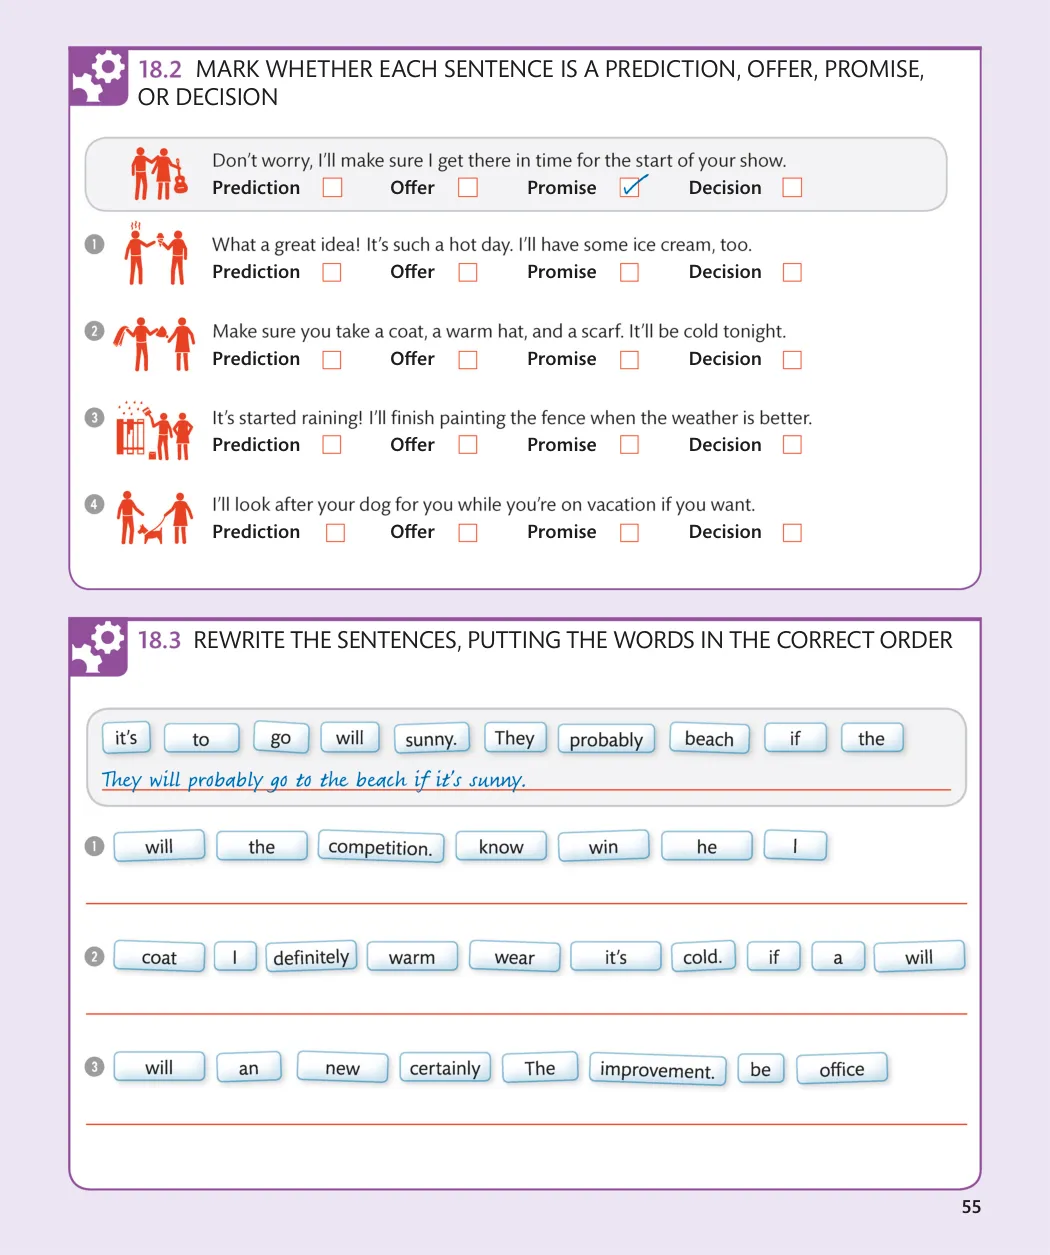 18.2 MARK WHETHER EACH SENTENCE IS A PREDICTION, OFFER, PROMISE,
OR DECISION
Don't worry, I'll make sure I get there in time for the start of your show.
Prediction Offer Promise Decision
1 What a great idea! It's such a hot day. I'll have some ice cream, too.
Prediction Offer Promise Decision
2 Make sure you take a coat, a warm hat, and a scarf. It'll be cold tonight.
Prediction Offer Promise Decision
3 It's started raining! I'll finish painting the fence when the weather is better.
Prediction Offer Promise Decision
4 I'll look after your dog for you while you're on vacation if you want.
Prediction Offer Promise Decision
18.3 REWRITE THE SENTENCES, PUTTING THE WORDS IN THE CORRECT ORDER
it's to go will sunny. They probably beach if the
They will probably go to the beach if it's sunny.
1 will the competition. know win he I
2 coat I definitely warm wear it's cold. if a will
3 will an new certainly The improvement. be office
55